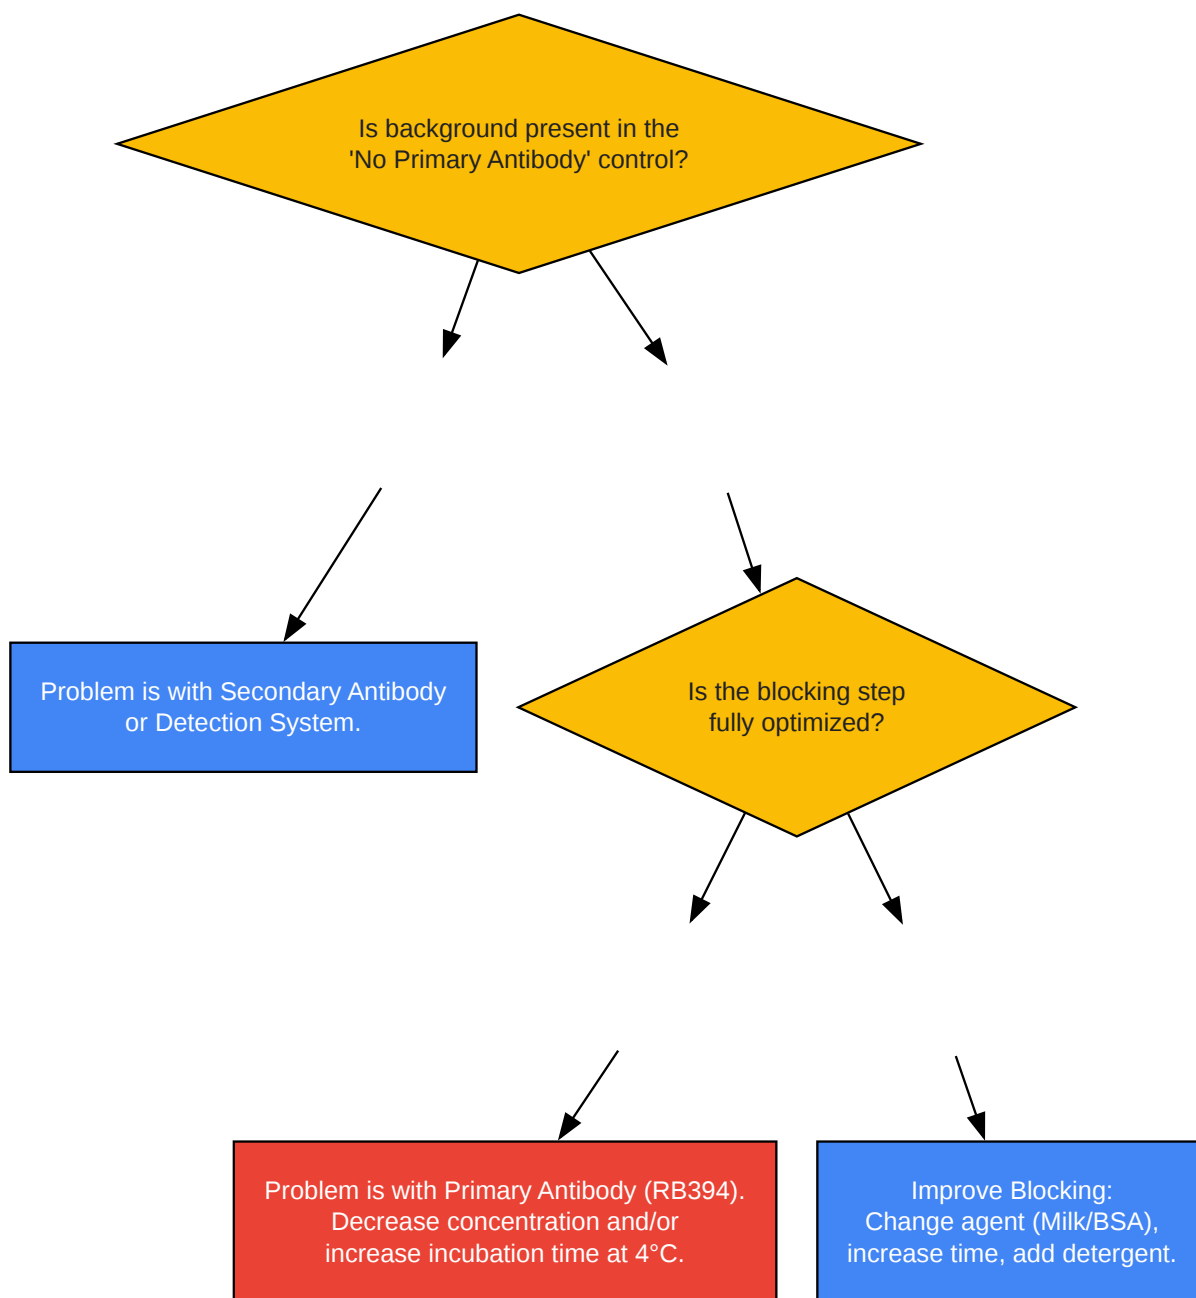 Is background present in the
'No Primary Antibody' control?
Problem is with Secondary Antibody
or Detection System.
Is the blocking step
fully optimized?
Problem is with Primary Antibody (RB394).
Decrease concentration and/or
increase incubation time at 4°C.
Improve Blocking:
Change agent (Milk/BSA),
increase time, add detergent.